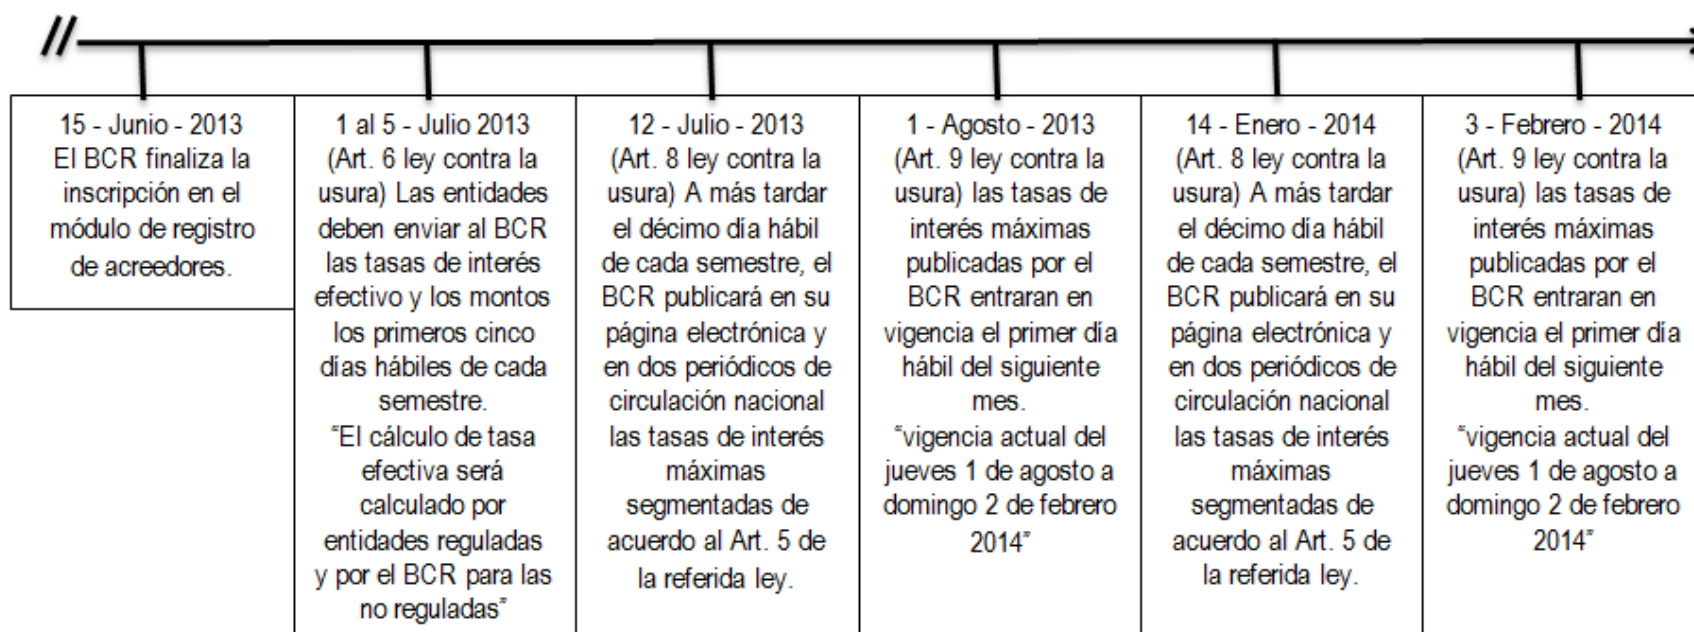 15 - Junio - 2013
El BCR finaliza la
inscripción en el
módulo de registro
de acreedores.
1 al 5 - Julio 2013
(Art. 6 ley contra la
usura) Las entidades
deben enviar al BCR
las tasas de interés
efectivo y los montos
los primeros cinco
días hábiles de cada
semestre.
"El cálculo de tasa
efectiva será
calculado por
entidades reguladas
y por el BCR para las
no reguladas"
12 - Julio - 2013
(Art. 8 ley contra la
usura) A más tardar
el décimo día hábil
de cada semestre, el
BCR publicará en su
página electrónica y
en dos periódicos de
circulación nacional
las tasas de interés
máximas
segmentadas de
acuerdo al Art. 5 de
la referida ley.
1 - Agosto - 2013
(Art. 9 ley contra la
usura) las tasas de
interés máximas
publicadas por el
BCR entraran en
vigencia el primer día
hábil del siguiente
mes.
"vigencia actual del
jueves 1 de agosto a
domingo 2 de febrero
2014"
14 - Enero - 2014
(Art. 8 ley contra la
usura) A más tardar
el décimo día hábil
de cada semestre, el
BCR publicará en su
página electrónica y
en dos periódicos de
circulación nacional
las tasas de interés
máximas
segmentadas de
acuerdo al Art. 5 de
la referida ley.
3 - Febrero - 2014
(Art. 9 ley contra la
usura) las tasas de
interés máximas
publicadas por el
BCR entraran en
vigencia el primer día
hábil del siguiente
mes.
"vigencia actual del
jueves 1 de agosto a
domingo 2 de febrero
2014"